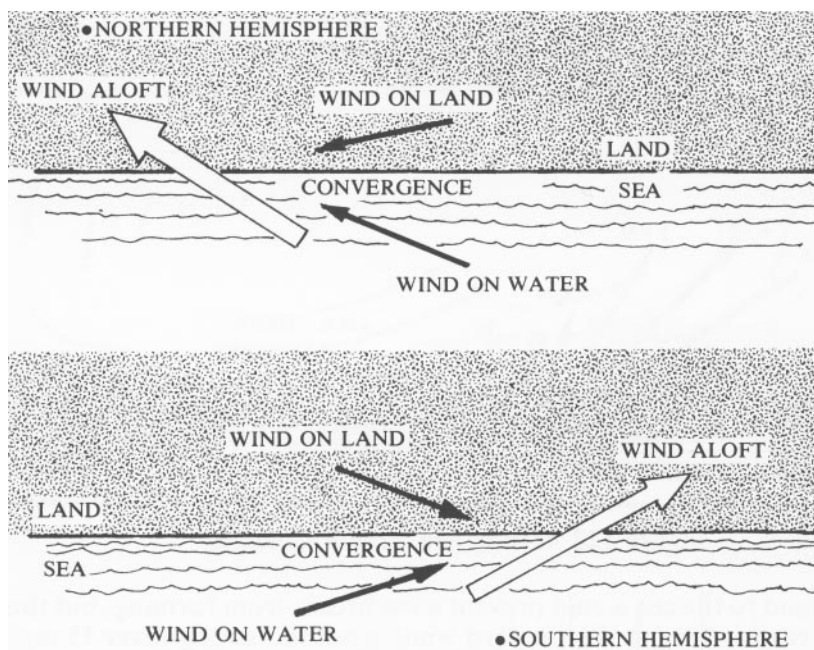 •NORTHERN HEMISPHERE
WIND ALOFT
WIND ON LAND
LAND
CONVERGENCE
SEA
WIND ON WATER
WIND ON LAND
WIND ALOFT
LAND
CONVERGENCE
SEA
WIND ON WATER
•SOUTHERN HEMISPHERE